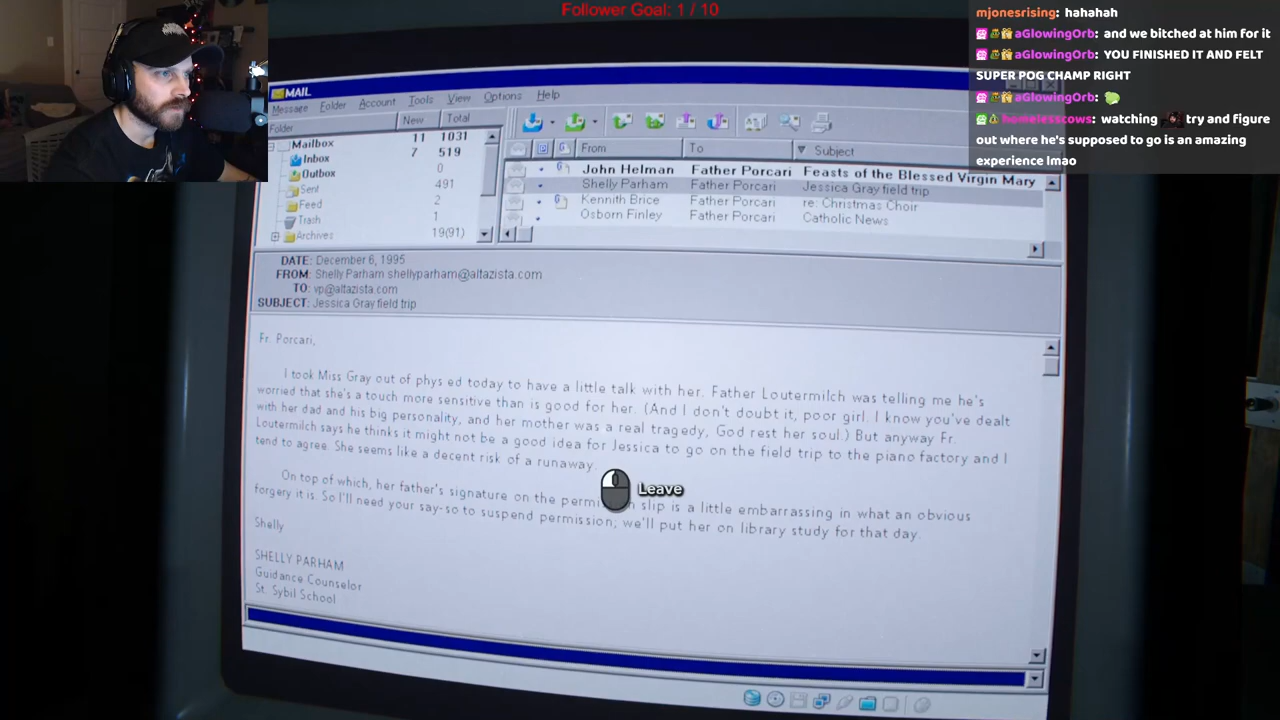 Follower Goal: 1 / 10
mjonesrising: hahahah
aGlowingOrb: and we bitched at him for it
aGlowingOrb: YOU FINISHED IT AND FELT
SUPER POG CHAMP RIGHT
aGlowingOrb:
homelesscows: watching try and figure
out where he's supposed to go is an amazing
experience lmao
MAIL
Message Folder Account Tools View Options Help
Folder New Total
Mailbox 11 1031
Inbox 7 519
Outbox 0
Sent 491
Feed 2
Trash 1
Archives 19(91)
From To Subject
John Helman Father Porcari Feasts of the Blessed Virgin Mary
Shelly Parham Father Porcari Jessica Gray field trip
Kennith Brice Father Porcari re: Christmas Choir
Osborn Finley Father Porcari Catholic News
DATE: December 6, 1995
FROM: Shelly Parham shellyparham@altazista.com
TO: vp@altazista.com
SUBJECT: Jessica Gray field trip
Fr. Porcari,
I took Miss Gray out of phys ed today to have a little talk with her. Father Loutermilch was telling me he's
worried that she's a touch more sensitive than is good for her. (And I don't doubt it, poor girl. I know you've dealt
with her dad and his big personality, and her mother was a real tragedy, God rest her soul.) But anyway Fr.
Loutermilch says he thinks it might not be a good idea for Jessica to go on the field trip to the piano factory and I
tend to agree. She seems like a decent risk of a runaway.
On top of which, her father's signature on the permission slip is a little embarrassing in what an obvious
forgery it is. So I'll need your say-so to suspend permission; we'll put her on library study for that day.
Leave
Shelly
SHELLY PARHAM
Guidance Counselor
St. Sybil School